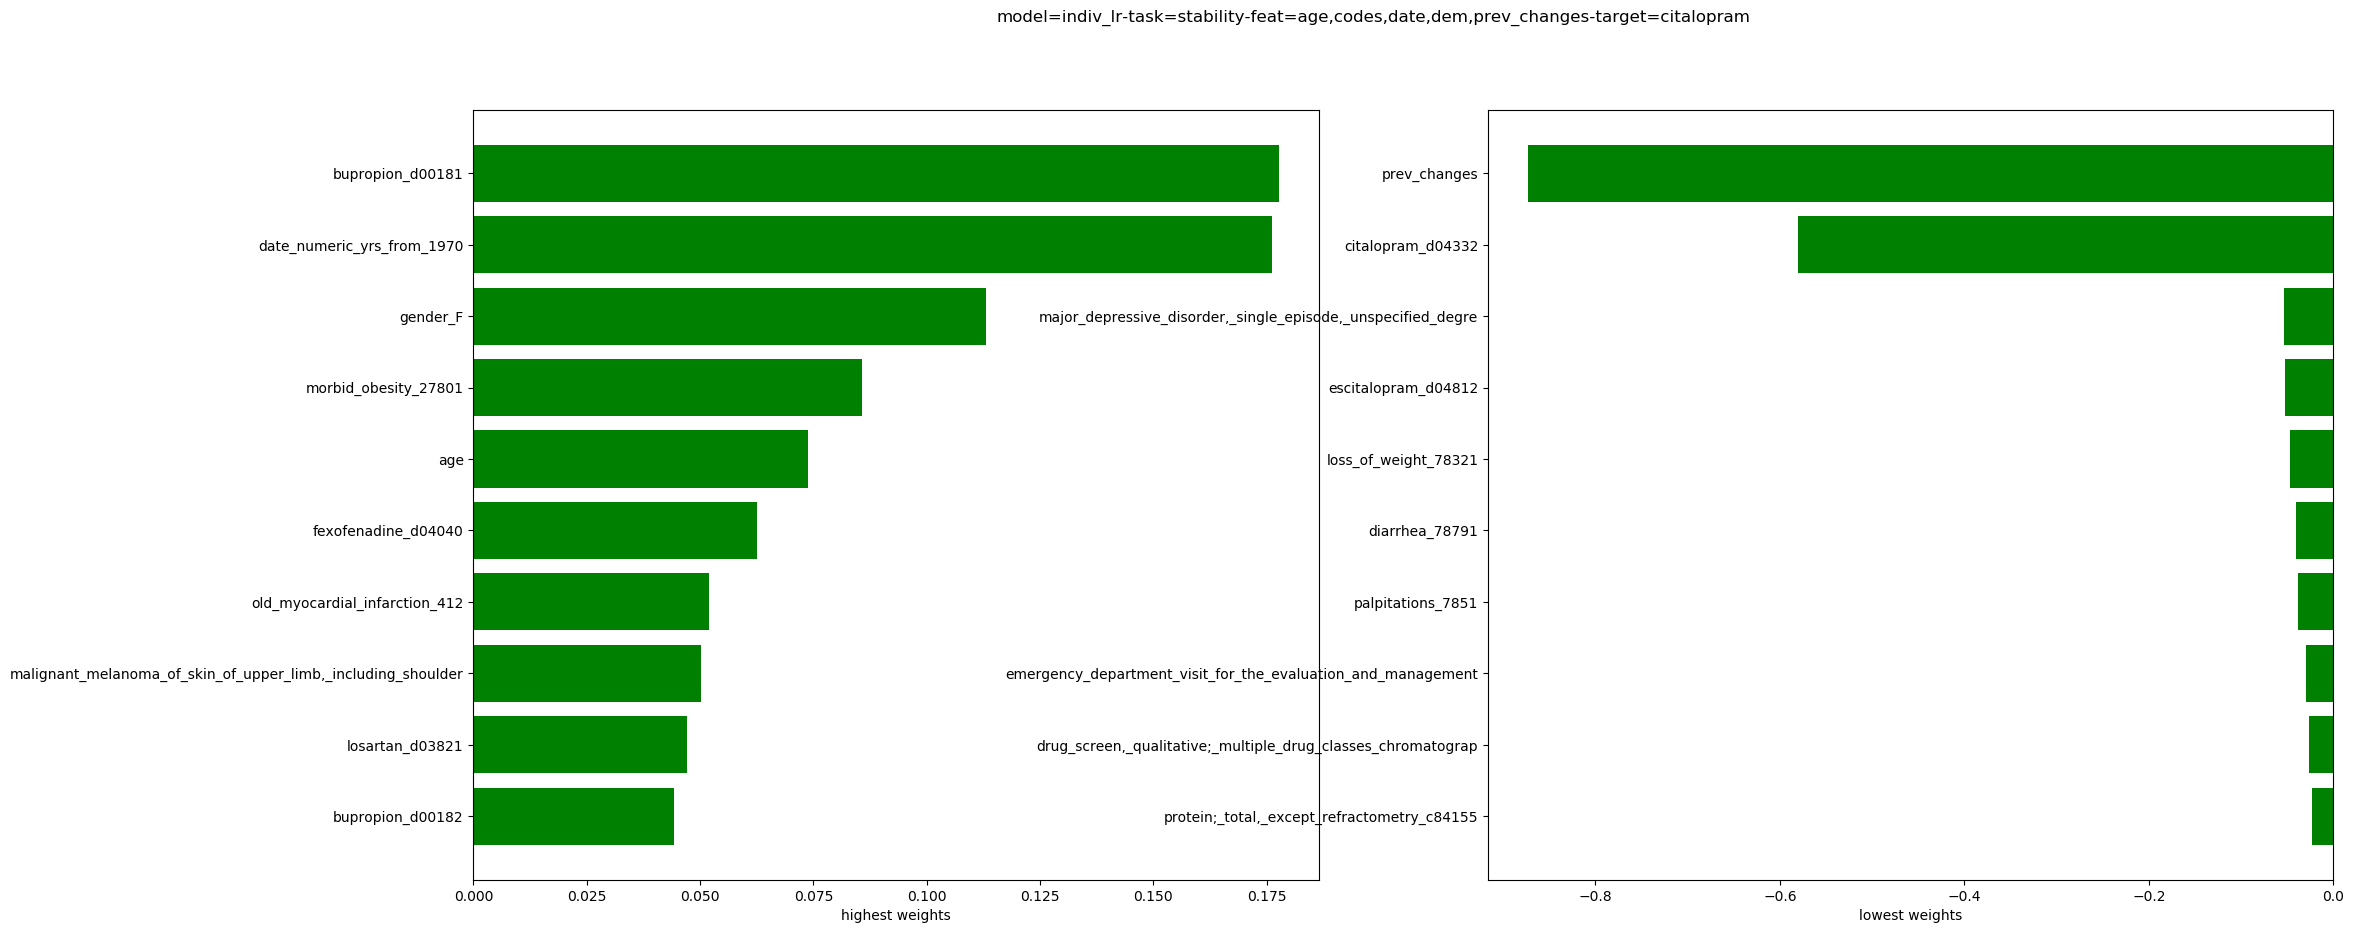 model=indiv_lr-task=stability-feat=age,codes,date,dem,prev_changes-target=citalopram
bupropion_d00181
date_numeric_yrs_from_1970
gender_F
morbid_obesity_27801
age
fexofenadine_d04040
old_myocardial_infarction_412
malignant_melanoma_of_skin_of_upper_limb,_including_shoulder
losartan_d03821
bupropion_d00182
0.000 0.025 0.050 0.075 0.100 0.125 0.150 0.175
highest weights
prev_changes
citalopram_d04332
major_depressive_disorder,_single_episode,_unspecified_degre
escitalopram_d04812
loss_of_weight_78321
diarrhea_78791
palpitations_7851
emergency_department_visit_for_the_evaluation_and_management
drug_screen,_qualitative;_multiple_drug_classes_chromatograp
protein;_total,_except_refractometry_c84155
−0.8 −0.6 −0.4 −0.2 0.0
lowest weights